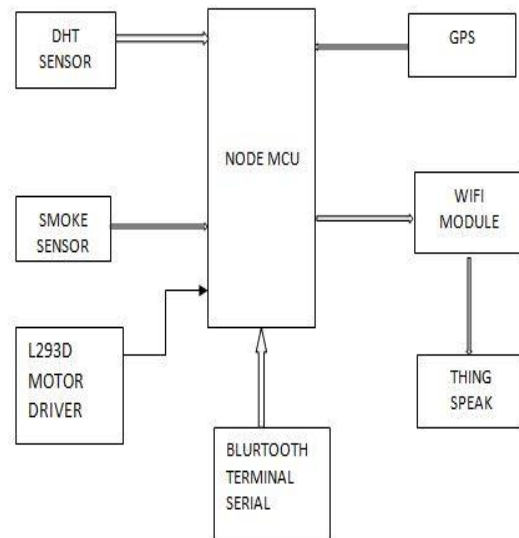 DHT
SENSOR
GPS
NODE MCU
SMOKE
SENSOR
WIFI
MODULE
L293D
MOTOR
DRIVER
THING
SPEAK
BLURTOOTH
TERMINAL
SERIAL